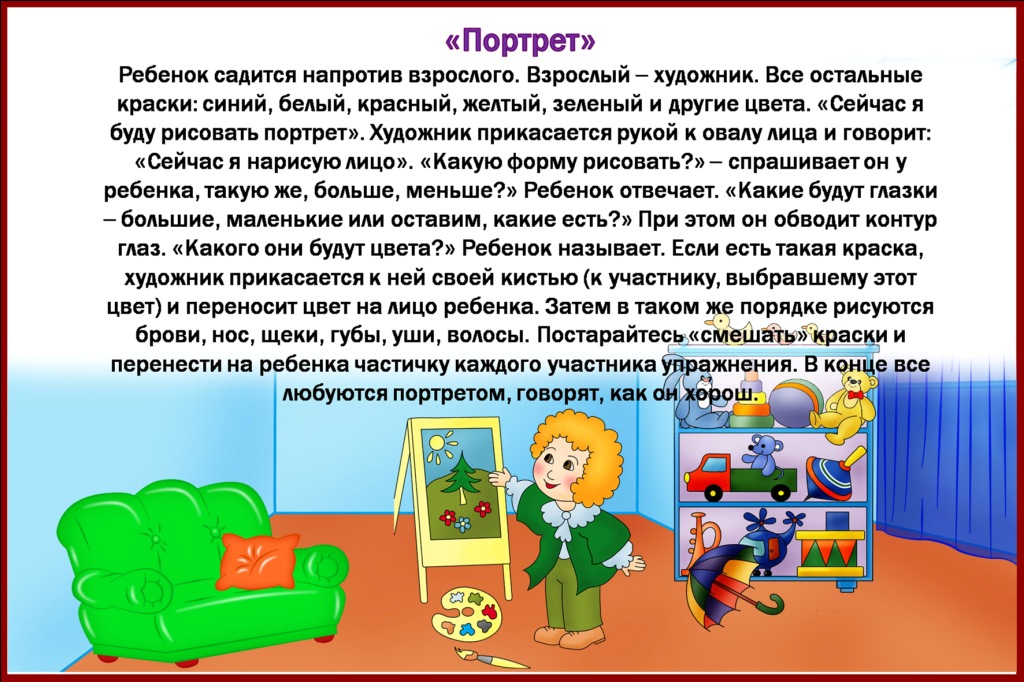 «Портрет»
Ребенок садится напротив взрослого. Взрослый – художник. Все остальные
краски: синий, белый, красный, желтый, зеленый и другие цвета. «Сейчас я
буду рисовать портрет». Художник прикасается рукой к овалу лица и говорит:
«Сейчас я нарисую лицо». «Какую форму рисовать?» – спрашивает он у
ребенка, такую же, больше, меньше?» Ребенок отвечает. «Какие будут глазки
– большие, маленькие или оставим, какие есть?» При этом он обводит контур
глаз. «Какого они будут цвета?» Ребенок называет. Если есть такая краска,
художник прикасается к ней своей кистью (к участнику, выбравшему этот
цвет) и переносит цвет на лицо ребенка. Затем в таком же порядке рисуются
брови, нос, щеки, губы, уши, волосы. Постарайтесь «смешать» краски и
перенести на ребенка частичку каждого участника упражнения. В конце все
любуются портретом, говорят, как он хорош.